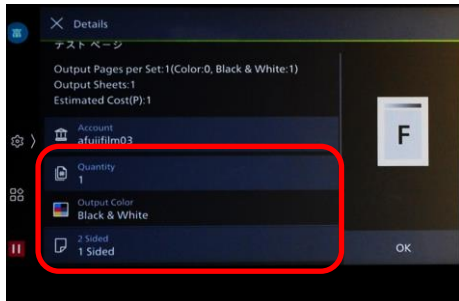 Details
テスト ページ
Output Pages per Set:1(Color:0, Black & White:1)
Output Sheets:1
Estimated Cost(P):1
Account
afujifilm03
Quantity
1
Output Color
Black & White
2 Sided
1 Sided
F
OK